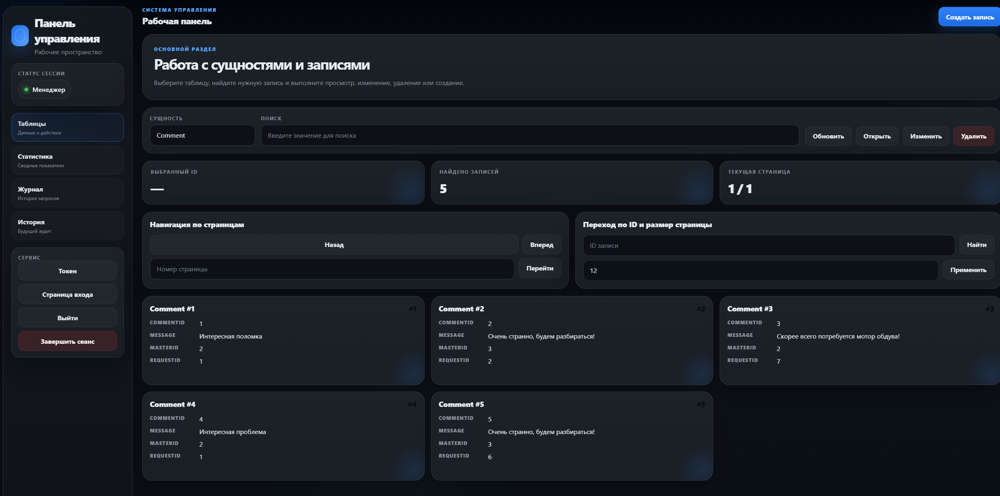 Панель
управления
Рабочее пространство
СТАТУС СЕССИИ
Менеджер
Таблицы
Данные и действия
Статистика
Сводные показатели
Журнал
История запросов
История
Будущий аудит
СЕРВИС
Токен
Страница входа
Выйти
Завершить сеанс
СИСТЕМА УПРАВЛЕНИЯ
Рабочая панель
Создать запись
ОСНОВНОЙ РАЗДЕЛ
Работа с сущностями и записями
Выберите таблицу, найдите нужную запись и выполните просмотр, изменение, удаление или создание.
СУЩНОСТЬ
Comment
ПОИСК
Введите значение для поиска
Обновить
Открыть
Изменить
Удалить
ВЫБРАННЫЙ ID
—
НАЙДЕНО ЗАПИСЕЙ
5
ТЕКУЩАЯ СТРАНИЦА
1 / 1
Навигация по страницам
Назад
Вперед
Номер страницы
Перейти
Переход по ID и размер страницы
ID записи
Найти
12
Применить
Comment #1 #1
COMMENTID 1
MESSAGE Интересная поломка
MASTERID 2
REQUESTID 1
Comment #2 #2
COMMENTID 2
MESSAGE Очень странно, будем разбираться!
MASTERID 3
REQUESTID 2
Comment #3 #3
COMMENTID 3
MESSAGE Скорее всего потребуется мотор обдува!
MASTERID 2
REQUESTID 7
Comment #4 #4
COMMENTID 4
MESSAGE Интересная проблема
MASTERID 2
REQUESTID 1
Comment #5 #5
COMMENTID 5
MESSAGE Очень странно, будем разбираться!
MASTERID 3
REQUESTID 6